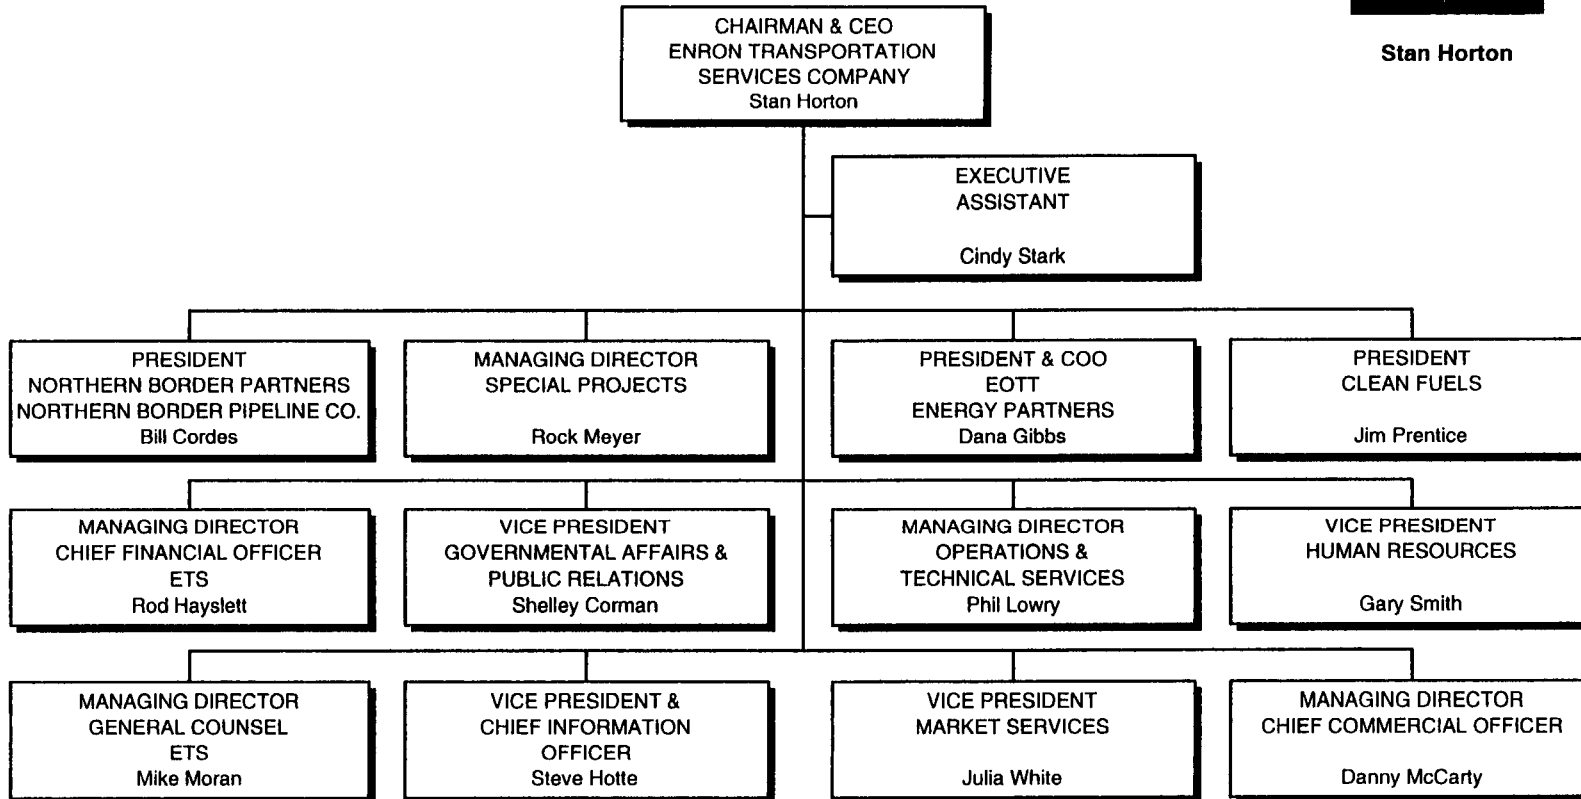 CHAIRMAN & CEO
ENRON TRANSPORTATION
SERVICES COMPANY
Stan Horton
Stan Horton
EXECUTIVE
ASSISTANT
Cindy Stark
PRESIDENT
NORTHERN BORDER PARTNERS
NORTHERN BORDER PIPELINE CO.
Bill Cordes
MANAGING DIRECTOR
SPECIAL PROJECTS
Rock Meyer
PRESIDENT & COO
EOTT
ENERGY PARTNERS
Dana Gibbs
PRESIDENT
CLEAN FUELS
Jim Prentice
MANAGING DIRECTOR
CHIEF FINANCIAL OFFICER
ETS
Rod Hayslett
VICE PRESIDENT
GOVERNMENTAL AFFAIRS &
PUBLIC RELATIONS
Shelley Corman
MANAGING DIRECTOR
OPERATIONS &
TECHNICAL SERVICES
Phil Lowry
VICE PRESIDENT
HUMAN RESOURCES
Gary Smith
MANAGING DIRECTOR
GENERAL COUNSEL
ETS
Mike Moran
VICE PRESIDENT &
CHIEF INFORMATION
OFFICER
Steve Hotte
VICE PRESIDENT
MARKET SERVICES
Julia White
MANAGING DIRECTOR
CHIEF COMMERCIAL OFFICER
Danny McCarty